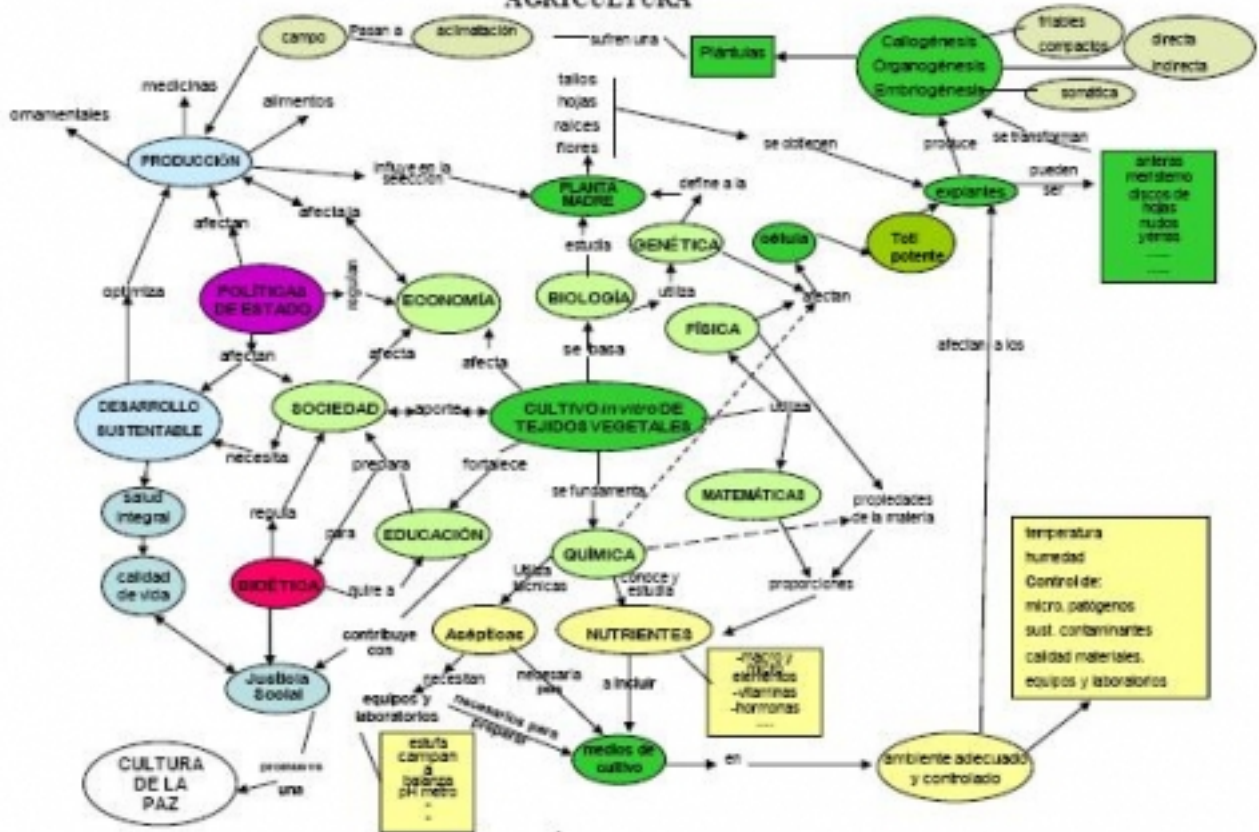 AGRICULTURA
campo
Pasan a
aclimatación
sufren una
Plántulas
Callogénesis
Organogénesis
Embriogénesis
friables
compactos
directa
indirecta
somática
medicinas
ornamentales
alimentos
PRODUCCIÓN
influye en la
selección
tallos
hojas
raíces
flores
PLANTA
MADRE
define a la
se obtienen
produce
se transforman
explantes
pueden
ser
anteras
meristemo
discos de
hojas
nudos
yemas
afectan
afecta la
estudia
GENÉTICA
célula
Toti
potente
optimiza
POLÍTICAS
DE ESTADO
regulan
ECONOMÍA
BIOLOGÍA
utiliza
afectan
FÍSICA
afectan
afecta
afecta
se basa
afectan a los
DESARROLLO
SUSTENTABLE
SOCIEDAD
aporte
CULTIVO in vitro DE
TEJIDOS VEGETALES
utiliza
necesita
prepara
fortalece
se fundamenta
MATEMÁTICAS
propiedades
de la materia
salud
integral
regula
para
EDUCACIÓN
QUÍMICA
calidad
de vida
BIOÉTICA
Utiliza
técnicas
conoce y
estudia
proporciones
temperatura
humedad
Control de:
micro. patógenos
sust. contaminantes
calidad materiales.
equipos y laboratorios
contribuye
con
Asépticas
NUTRIENTES
Justicia
Social
necesitan
necesaria
a incluir
-macro y
elementos
-vitaminas
-hormonas
.....
equipos y
laboratorios
necesarios para
preparar
medios de
cultivo
en
ambiente adecuado
y controlado
CULTURA
DE LA
PAZ
una
estufa
campan
a
balanza
pH metro